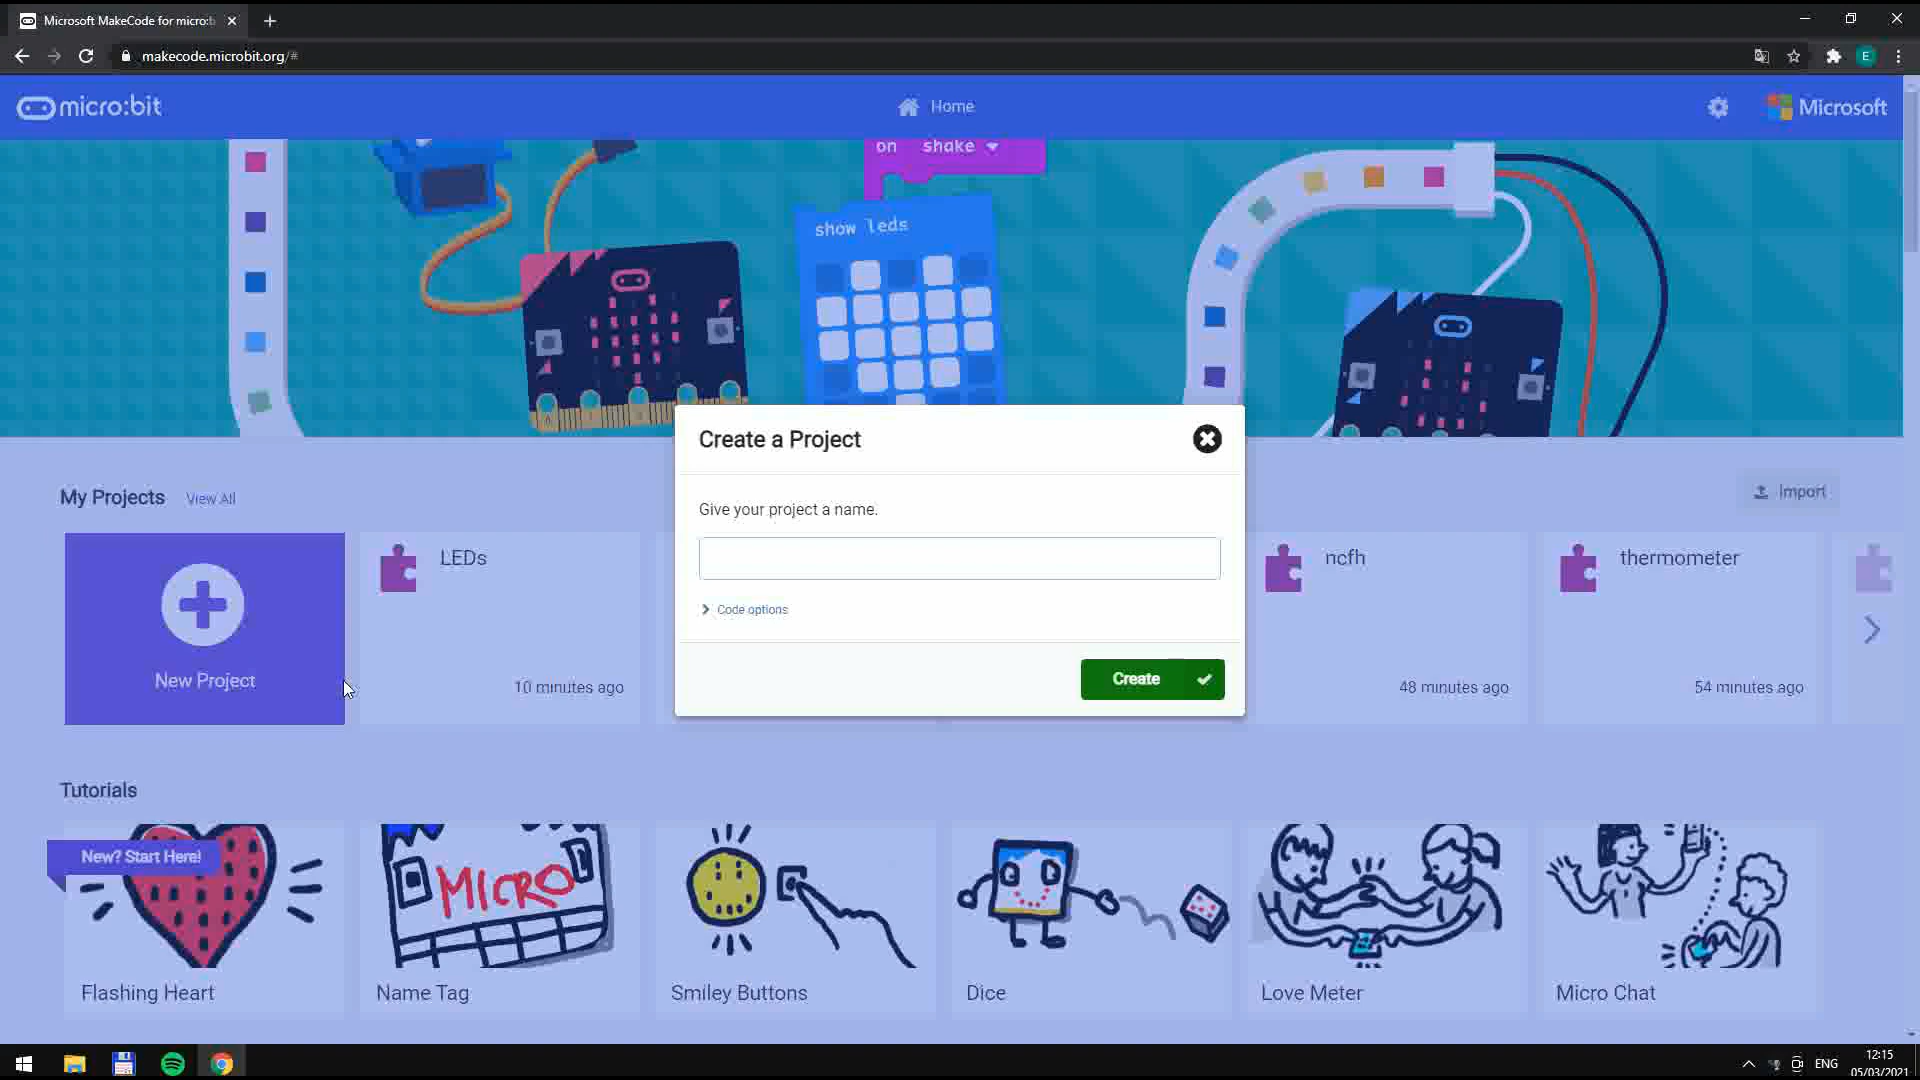 Microsoft MakeCode for micro:b
makecode.microbit.org/#
E
micro:bit
Home
Microsoft
on shake
show leds
Create a Project
Give your project a name.
Code options
Create
My Projects
View All
Import
New Project
LEDs
10 minutes ago
ncfh
48 minutes ago
thermometer
54 minutes ago
Tutorials
New? Start Here!
MICRO
Flashing Heart
Name Tag
Smiley Buttons
Dice
Love Meter
Micro Chat
ENG
12:15
05/03/2021